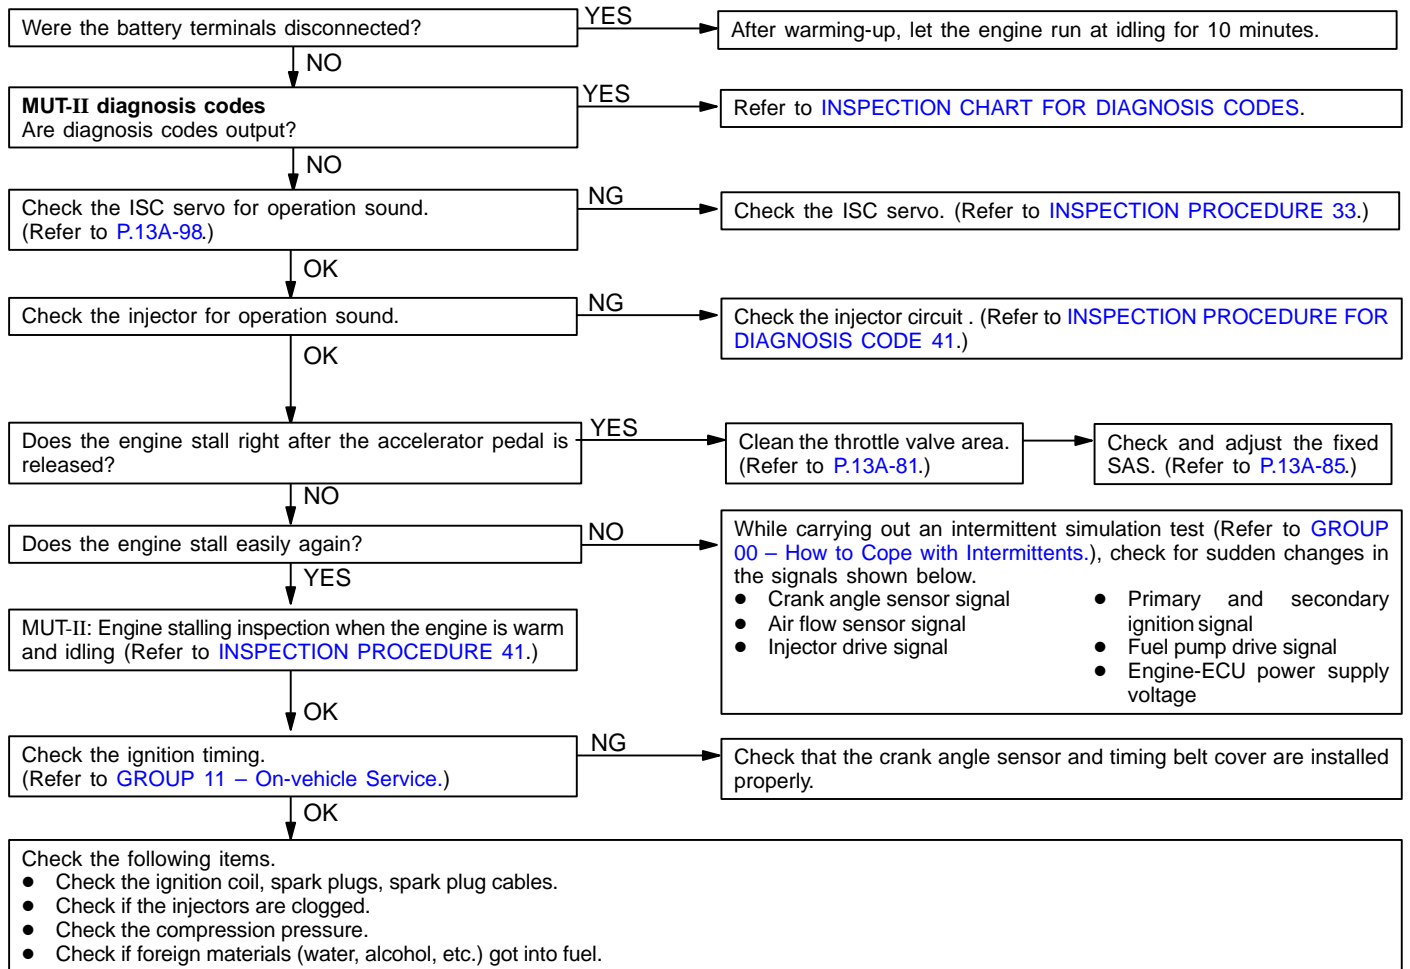 Were the battery terminals disconnected?
YES
After warming-up, let the engine run at idling for 10 minutes.
NO
MUT-II diagnosis codes
Are diagnosis codes output?
YES
Refer to INSPECTION CHART FOR DIAGNOSIS CODES.
NO
Check the ISC servo for operation sound.
(Refer to P.13A-98.)
NG
Check the ISC servo. (Refer to INSPECTION PROCEDURE 33.)
OK
Check the injector for operation sound.
NG
Check the injector circuit . (Refer to INSPECTION PROCEDURE FOR
DIAGNOSIS CODE 41.)
OK
Does the engine stall right after the accelerator pedal is
released?
YES
Clean the throttle valve area.
(Refer to P.13A-81.)
Check and adjust the fixed
SAS. (Refer to P.13A-85.)
NO
Does the engine stall easily again?
NO
While carrying out an intermittent simulation test (Refer to GROUP
00 – How to Cope with Intermittents.), check for sudden changes in
the signals shown below.
● Crank angle sensor signal
● Air flow sensor signal
● Injector drive signal
● Primary and secondary
ignition signal
● Fuel pump drive signal
● Engine-ECU power supply
voltage
YES
MUT-II: Engine stalling inspection when the engine is warm
and idling (Refer to INSPECTION PROCEDURE 41.)
OK
Check the ignition timing.
(Refer to GROUP 11 – On-vehicle Service.)
NG
Check that the crank angle sensor and timing belt cover are installed
properly.
OK
Check the following items.
● Check the ignition coil, spark plugs, spark plug cables.
● Check if the injectors are clogged.
● Check the compression pressure.
● Check if foreign materials (water, alcohol, etc.) got into fuel.